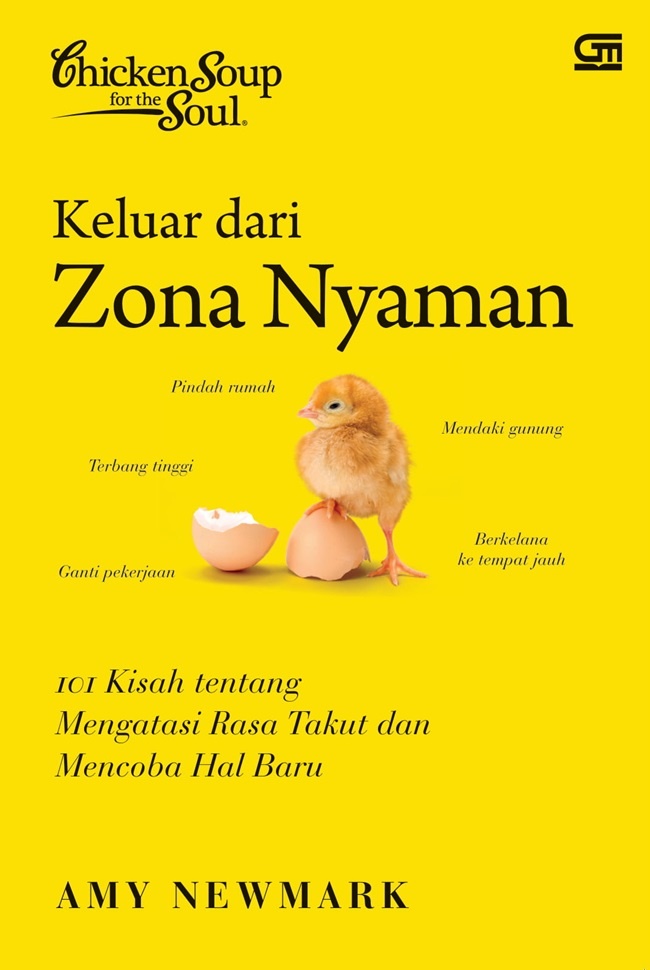 Chicken Soup
for the
Soul®
GM
Keluar dari
Zona Nyaman
Pindah rumah
Mendaki gunung
Terbang tinggi
Berkelana
ke tempat jauh
Ganti pekerjaan
101 Kisah tentang
Mengatasi Rasa Takut dan
Mencoba Hal Baru
AMY NEWMARK